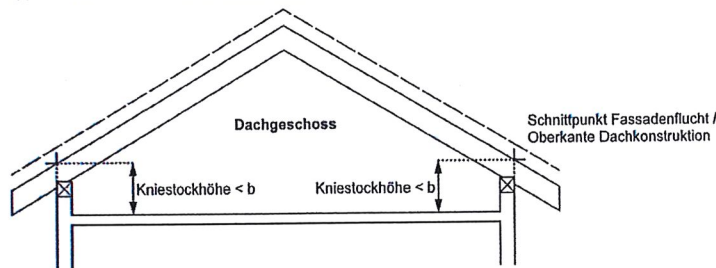 Schnittpunkt Fassadenflucht /
Oberkante Dachkonstruktion
Dachgeschoss
Kniestockhöhe < b
Kniestockhöhe < b